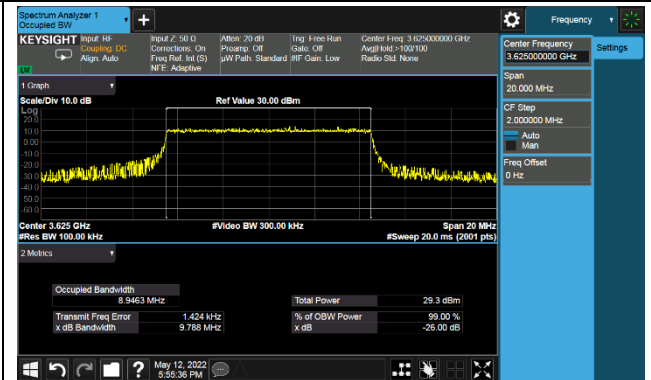 Spectrum Analyzer 1
Occupied BW
+
Frequency
KEYSIGHT
Input: RF
Coupling: DC
Align: Auto
Input Z: 50 Ω
Corrections: On
Freq Ref: Int (S)
NFE: Adaptive
Atten: 20 dB
Preamp: Off
µW Path: Standard
Trig: Free Run
Gate: Off
#IF Gain: Low
Center Freq: 3.625000000 GHz
Avg|Hold:>100/100
Radio Std: None
Center Frequency
3.625000000 GHz
Settings
Span
20.000 MHz
CF Step
2.000000 MHz
Auto
Man
Freq Offset
0 Hz
1 Graph
Scale/Div 10.0 dB
Ref Value 30.00 dBm
Log
20.0
10.0
0.00
-10.0
-20.0
-30.0
-40.0
-50.0
-60.0
Center 3.625 GHz
#Video BW 300.00 kHz
Span 20 MHz
#Res BW 100.00 kHz
#Sweep 20.0 ms (2001 pts)
2 Metrics
Occupied Bandwidth
8.9463 MHz
Total Power
29.3 dBm
Transmit Freq Error
1.424 kHz
% of OBW Power
99.00 %
x dB Bandwidth
9.788 MHz
x dB
-26.00 dB
?
May 12, 2022
5:55:36 PM